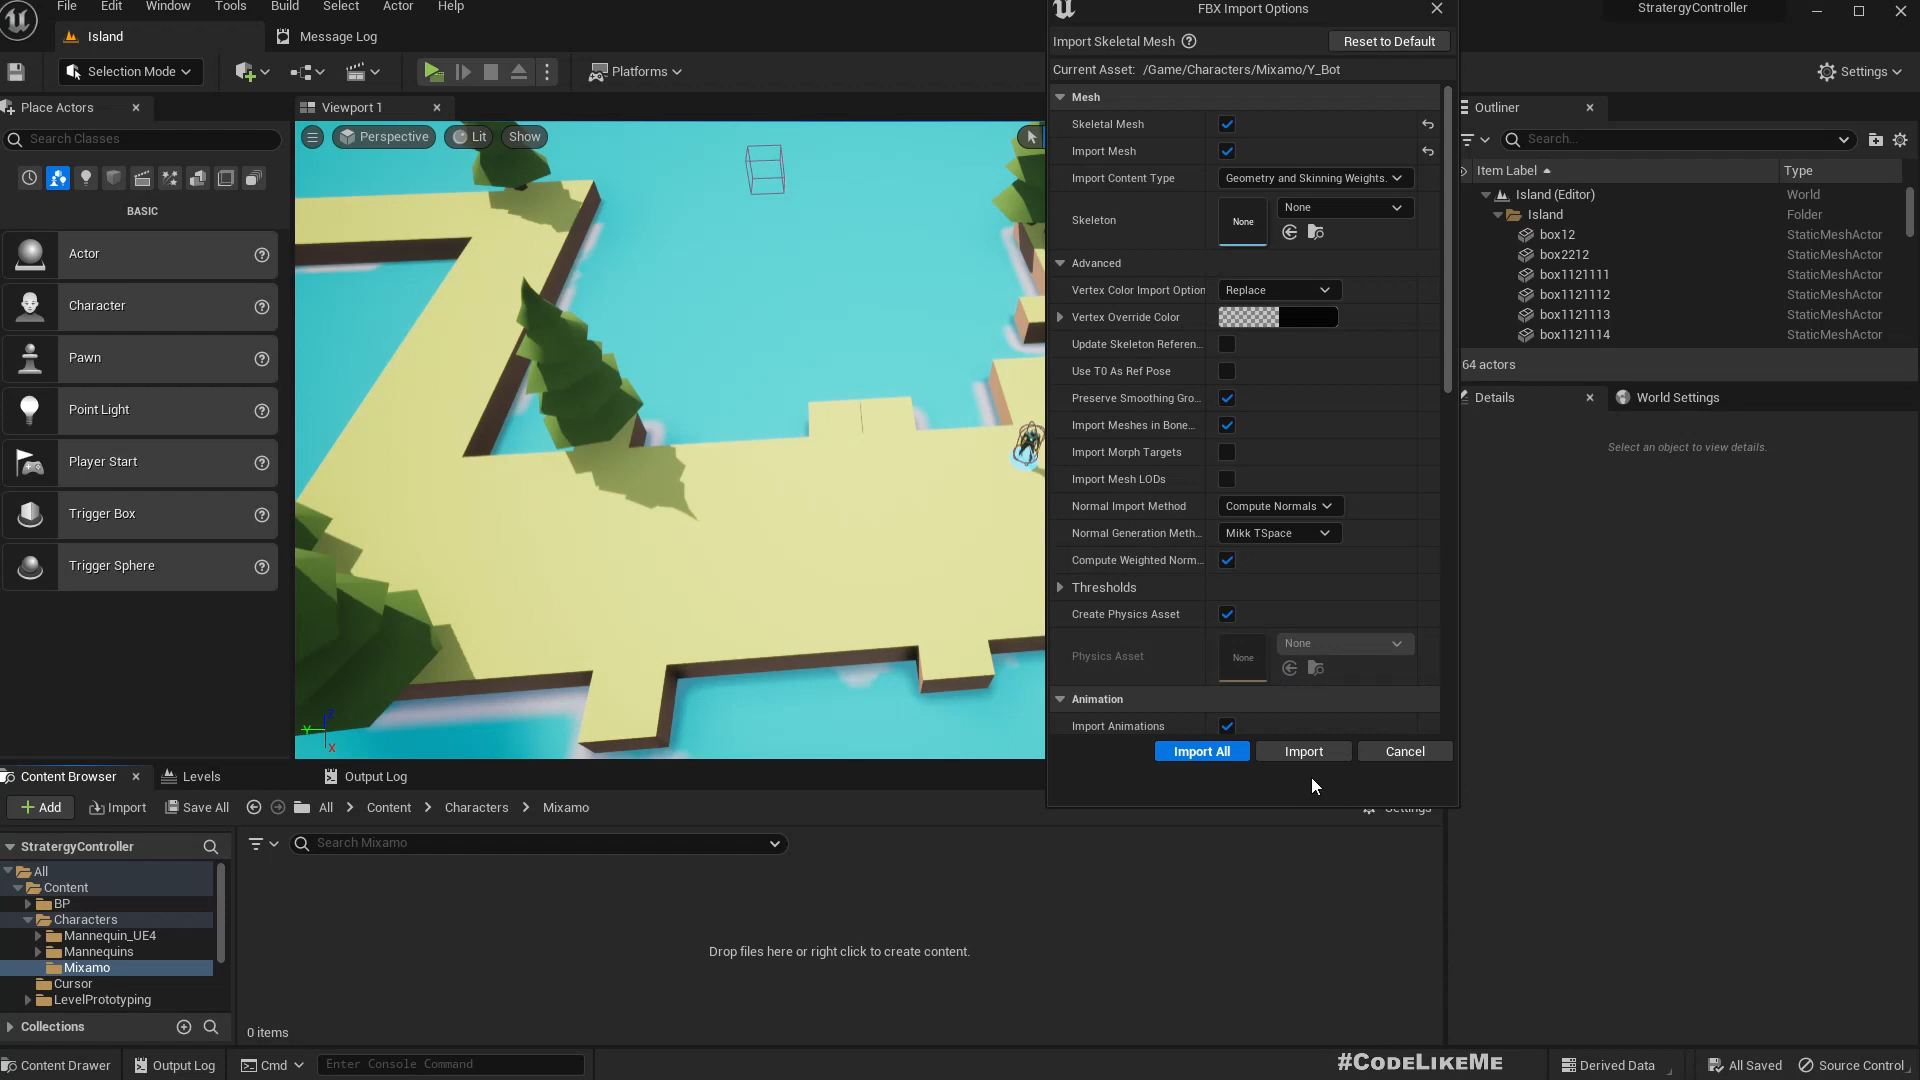 File Edit Window Tools Build Select Actor Help
FBX Import Options
StratergyController
Island
Message Log
Import Skeletal Mesh
Reset to Default
Selection Mode
Platforms
Settings
Current Asset: /Game/Characters/Mixamo/Y_Bot
Place Actors
Viewport 1
Outliner
Search Classes
Perspective
Lit
Show
Search...
Item Label
Type
BASIC
Actor
Character
Pawn
Point Light
Player Start
Trigger Box
Trigger Sphere
Mesh
Skeletal Mesh
Import Mesh
Import Content Type
Geometry and Skinning Weights.
Skeleton
None
None
Advanced
Vertex Color Import Option
Replace
Vertex Override Color
Update Skeleton Referen...
Use T0 As Ref Pose
Preserve Smoothing Gro...
Import Meshes in Bone...
Import Morph Targets
Import Mesh LODs
Normal Import Method
Compute Normals
Normal Generation Meth...
Mikk TSpace
Compute Weighted Norm...
Thresholds
Create Physics Asset
Physics Asset
None
None
Animation
Import Animations
Import All
Import
Cancel
Island (Editor) World
Island Folder
box12 StaticMeshActor
box2212 StaticMeshActor
box1121111 StaticMeshActor
box1121112 StaticMeshActor
box1121113 StaticMeshActor
box1121114 StaticMeshActor
64 actors
Details
World Settings
Select an object to view details.
Z
Y
X
Content Browser
Levels
Output Log
Add
Import
Save All
All
Content
Characters
Mixamo
Settings
StratergyController
Search Mixamo
All
Content
BP
Characters
Mannequin_UE4
Mannequins
Mixamo
Cursor
LevelPrototyping
Drop files here or right click to create content.
Collections
0 items
Content Drawer
Output Log
Cmd
Enter Console Command
#CodeLikeMe
Derived Data
All Saved
Source Control